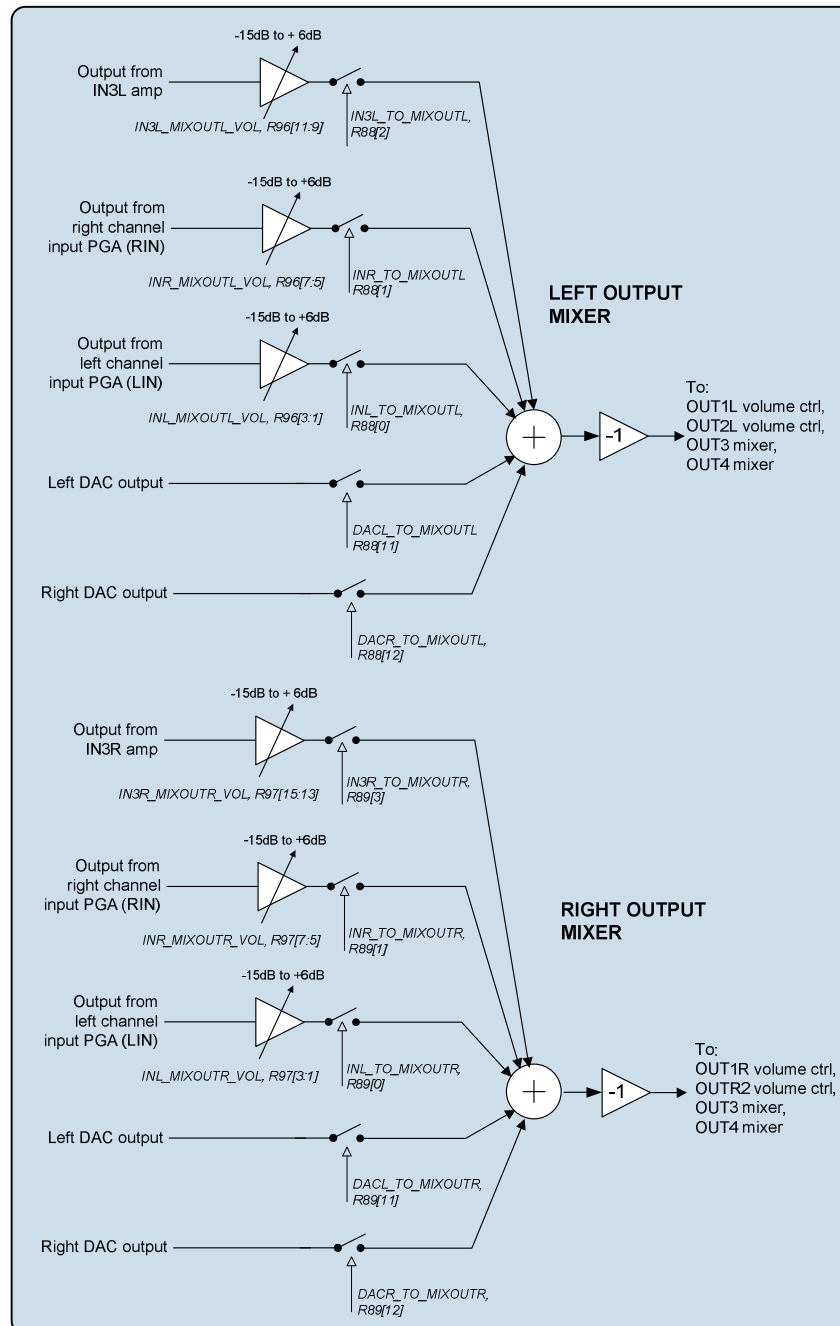 -15dB to + 6dB
Output from
IN3L amp
IN3L_MIXOUTL_VOL, R96[11:9]
IN3L_TO_MIXOUTL,
R88[2]
-15dB to +6dB
Output from
right channel
input PGA (RIN)
INR_MIXOUTL_VOL, R96[7:5]
INR_TO_MIXOUTL
R88[1]
LEFT OUTPUT
MIXER
-15dB to +6dB
Output from
left channel
input PGA (LIN)
INL_MIXOUTL_VOL, R96[3:1]
INL_TO_MIXOUTL,
R88[0]
+
-1
To:
OUT1L volume ctrl,
OUT2L volume ctrl,
OUT3 mixer,
OUT4 mixer
Left DAC output
DACL_TO_MIXOUTL
R88[11]
Right DAC output
DACR_TO_MIXOUTL,
R88[12]
-15dB to + 6dB
Output from
IN3R amp
IN3R_MIXOUTR_VOL, R97[15:13]
IN3R_TO_MIXOUTR,
R89[3]
-15dB to +6dB
Output from
right channel
input PGA (RIN)
INR_MIXOUTR_VOL, R97[7:5]
INR_TO_MIXOUTR,
R89[1]
RIGHT OUTPUT
MIXER
-15dB to +6dB
Output from
left channel
input PGA (LIN)
INL_MIXOUTR_VOL, R97[3:1]
INL_TO_MIXOUTR,
R89[0]
+
-1
To:
OUT1R volume ctrl,
OUTR2 volume ctrl,
OUT3 mixer,
OUT4 mixer
Left DAC output
DACL_TO_MIXOUTR,
R89[11]
Right DAC output
DACR_TO_MIXOUTR,
R89[12]